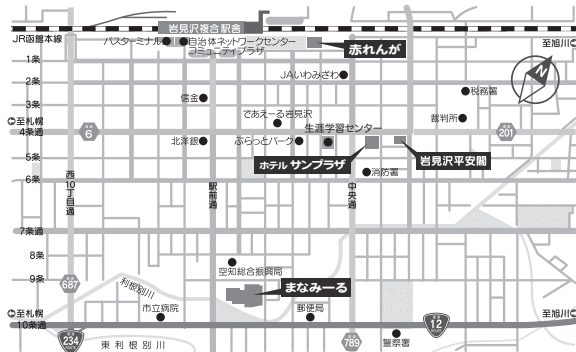 岩見沢複合駅舎
JR函館本線
バスターミナル
自治体ネットワークセンター
コミュニティプラザ
赤れんが
至旭川
1条
JAいわみざわ
2条
税務署
N
3条
信金
であえーる岩見沢
裁判所
至札幌
4条通
6
生涯学習センター
201
北洋銀
ぷらっとパーク
5条
ホテル サンプラザ
岩見沢平安閣
6条
消防署
西10丁目通
駅前通
中央通
7条通
8条
空知総合振興局
9条
687
利根別川
まなみーる
市立病院
郵便局
至札幌
至旭川
10条通
12
234
東利根別川
789
警察署